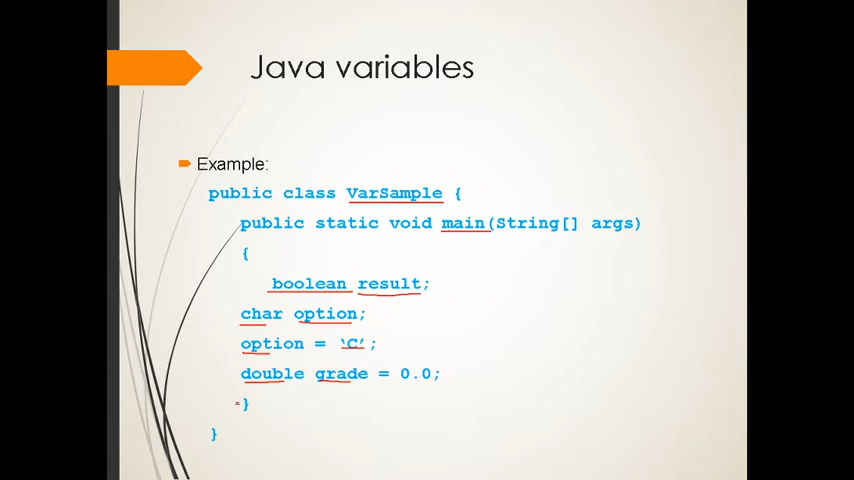 Java variables
Example:
public class VarSample {
public static void main(String[] args)
{
boolean result;
char option;
option = ‘C’;
double grade = 0.0;
}
}